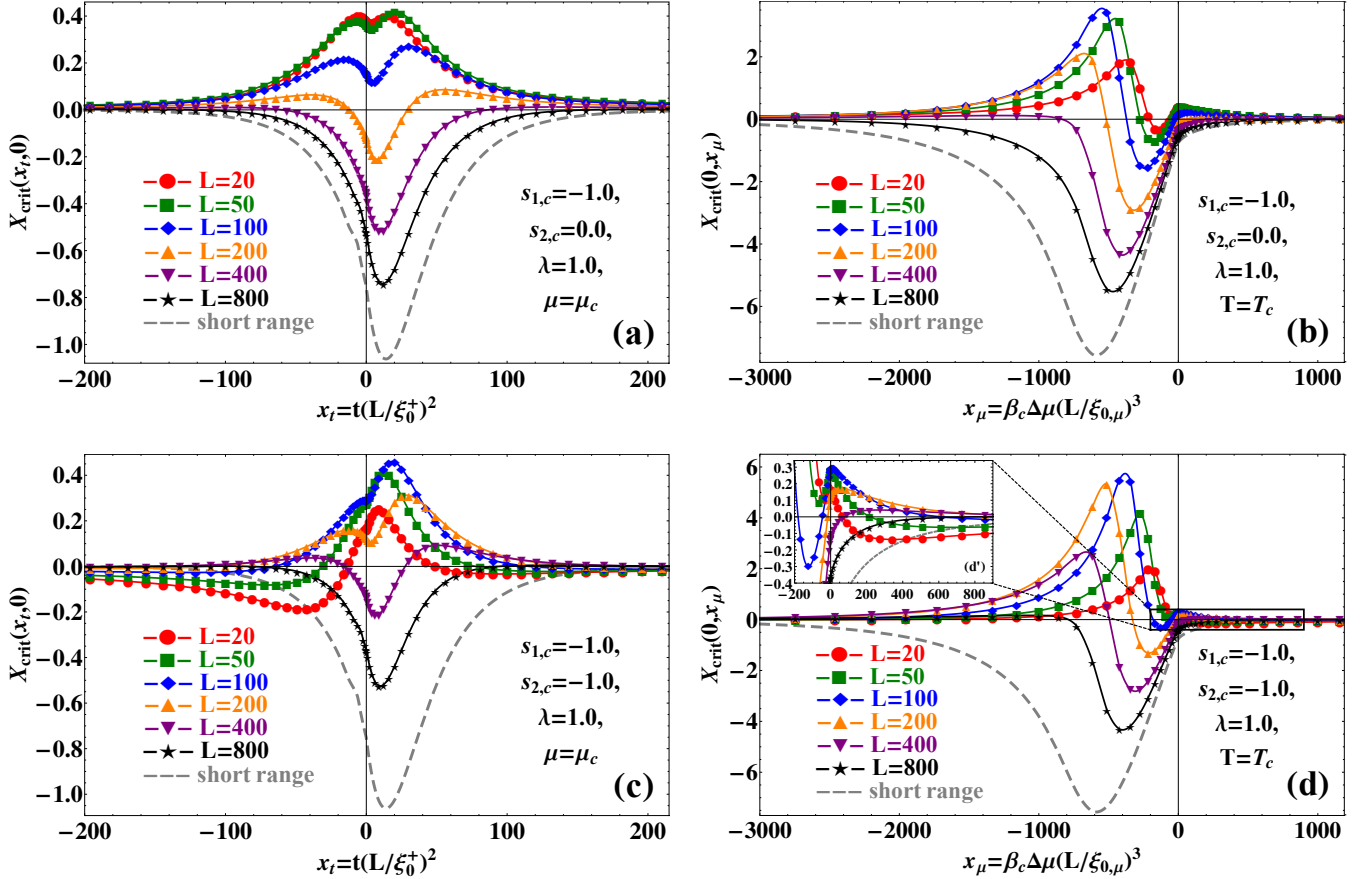 X_crit(x_t,0)
0.4
0.2
0.0
−0.2
−0.4
−0.6
−0.8
−1.0
L=20
L=50
L=100
L=200
L=400
L=800
short range
s_{1,c}=−1.0,
s_{2,c}=0.0,
λ=1.0,
μ=μ_c
(a)
−200 −100 0 100 200
x_t=t(L/ξ_0^+)^2
X_crit(0,x_μ)
2
0
−2
−4
−6
L=20
L=50
L=100
L=200
L=400
L=800
short range
s_{1,c}=−1.0,
s_{2,c}=0.0,
λ=1.0,
T=T_c
(b)
−3000 −2000 −1000 0 1000
x_μ=β_cΔμ(L/ξ_{0,μ})^3
X_crit(x_t,0)
0.4
0.2
0.0
−0.2
−0.4
−0.6
−0.8
−1.0
L=20
L=50
L=100
L=200
L=400
L=800
short range
s_{1,c}=−1.0,
s_{2,c}=−1.0,
λ=1.0,
μ=μ_c
(c)
−200 −100 0 100 200
x_t=t(L/ξ_0^+)^2
X_crit(0,x_μ)
6
4
2
0
−2
−4
−6
0.4
0.3
0.2
0.1
0.0
−0.1
−0.2
−0.3
−0.4
(d')
−200 0 200 400 600 800
L=20
L=50
L=100
L=200
L=400
L=800
short range
s_{1,c}=−1.0,
s_{2,c}=−1.0,
λ=1.0,
T=T_c
(d)
−3000 −2000 −1000 0 1000
x_μ=β_cΔμ(L/ξ_{0,μ})^3